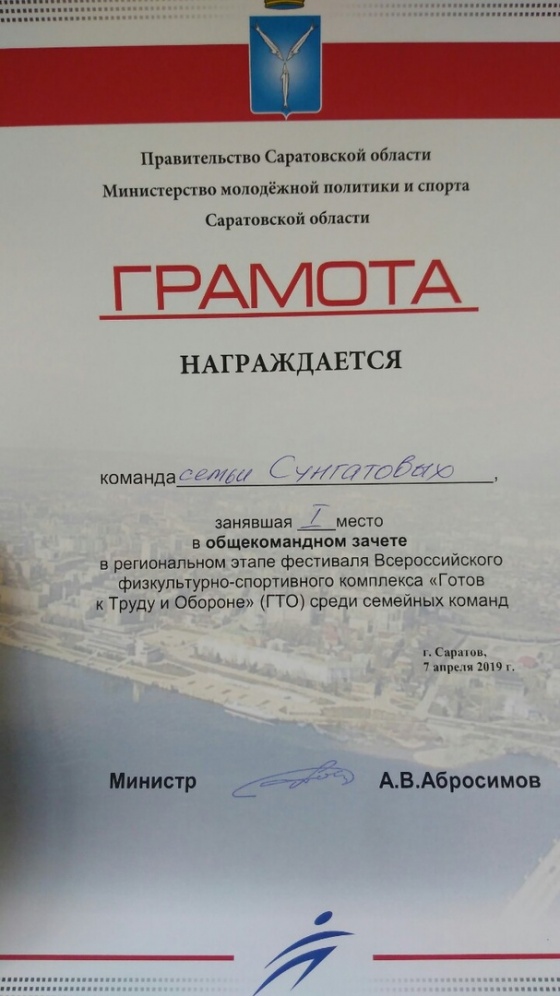 Правительство Саратовской области
Министерство молодёжной политики и спорта
Саратовской области
ГРАМОТА
НАГРАЖДАЕТСЯ
команда семьи Сунгатовых,
занявшая I место
в общекомандном зачете
в региональном этапе фестиваля Всероссийского
физкультурно-спортивного комплекса «Готов
к Труду и Обороне» (ГТО) среди семейных команд
г. Саратов,
7 апреля 2019 г.
Министр А.В.Абросимов